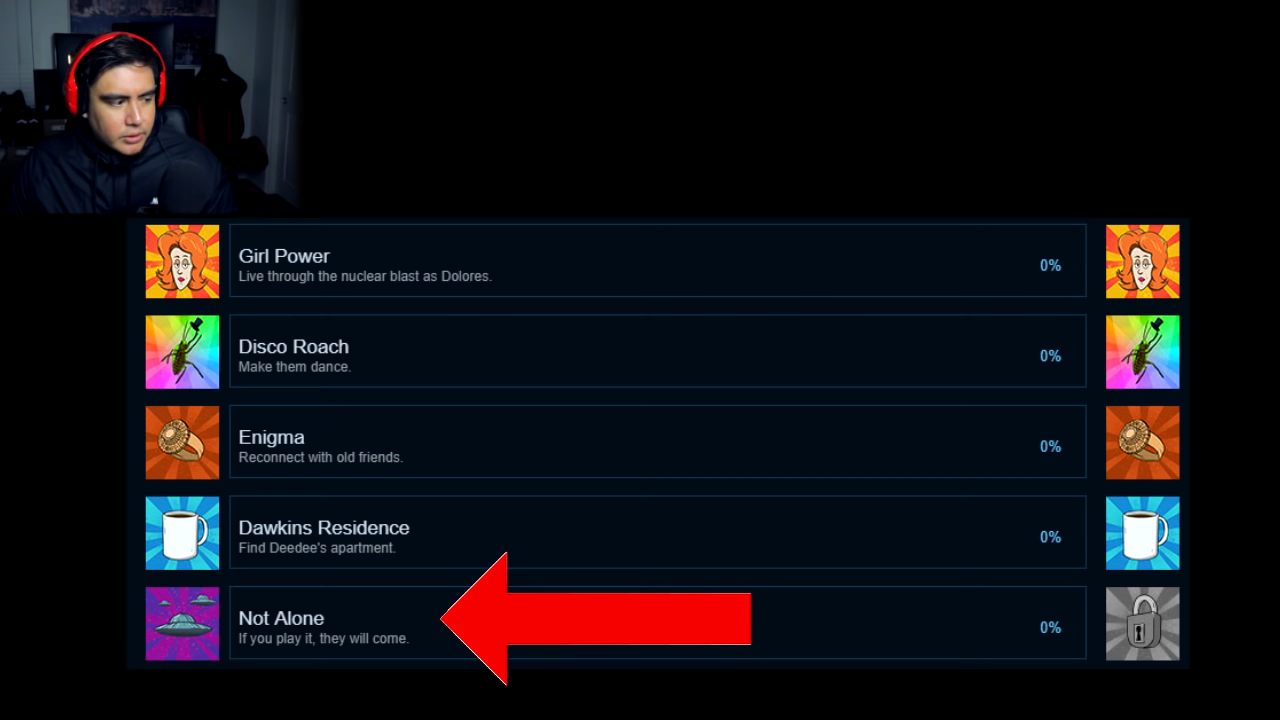 Girl Power
Live through the nuclear blast as Dolores.
0%
Disco Roach
Make them dance.
0%
Enigma
Reconnect with old friends.
0%
Dawkins Residence
Find Deedee's apartment.
0%
Not Alone
If you play it, they will come.
0%